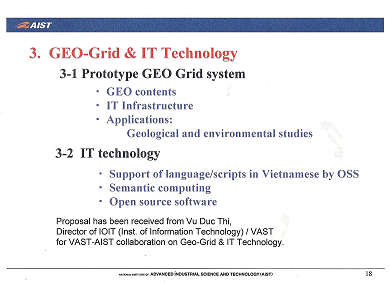 AIST
3. GEO-Grid & IT Technology
3-1 Prototype GEO Grid system
・ GEO contents
・ IT Infrastructure
・ Applications:
Geological and environmental studies
3-2 IT technology
・ Support of language/scripts in Vietnamese by OSS
・ Semantic computing
・ Open source software
Proposal has been received from Vu Duc Thi,
Director of IOIT (Inst. of Information Technology) / VAST
for VAST-AIST collaboration on Geo-Grid & IT Technology.
NATIONAL INSTITUTE OF ADVANCED INDUSTRIAL SCIENCE AND TECHNOLOGY (AIST)
18